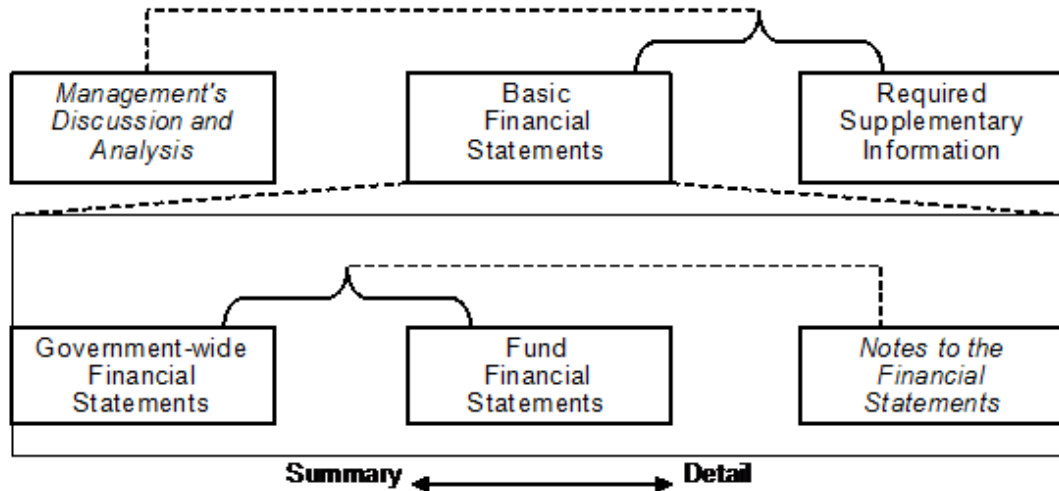 Management's
Discussion and
Analysis
Basic
Financial
Statements
Required
Supplementary
Information
Government-wide
Financial
Statements
Fund
Financial
Statements
Notes to the
Financial
Statements
Summary
Detail